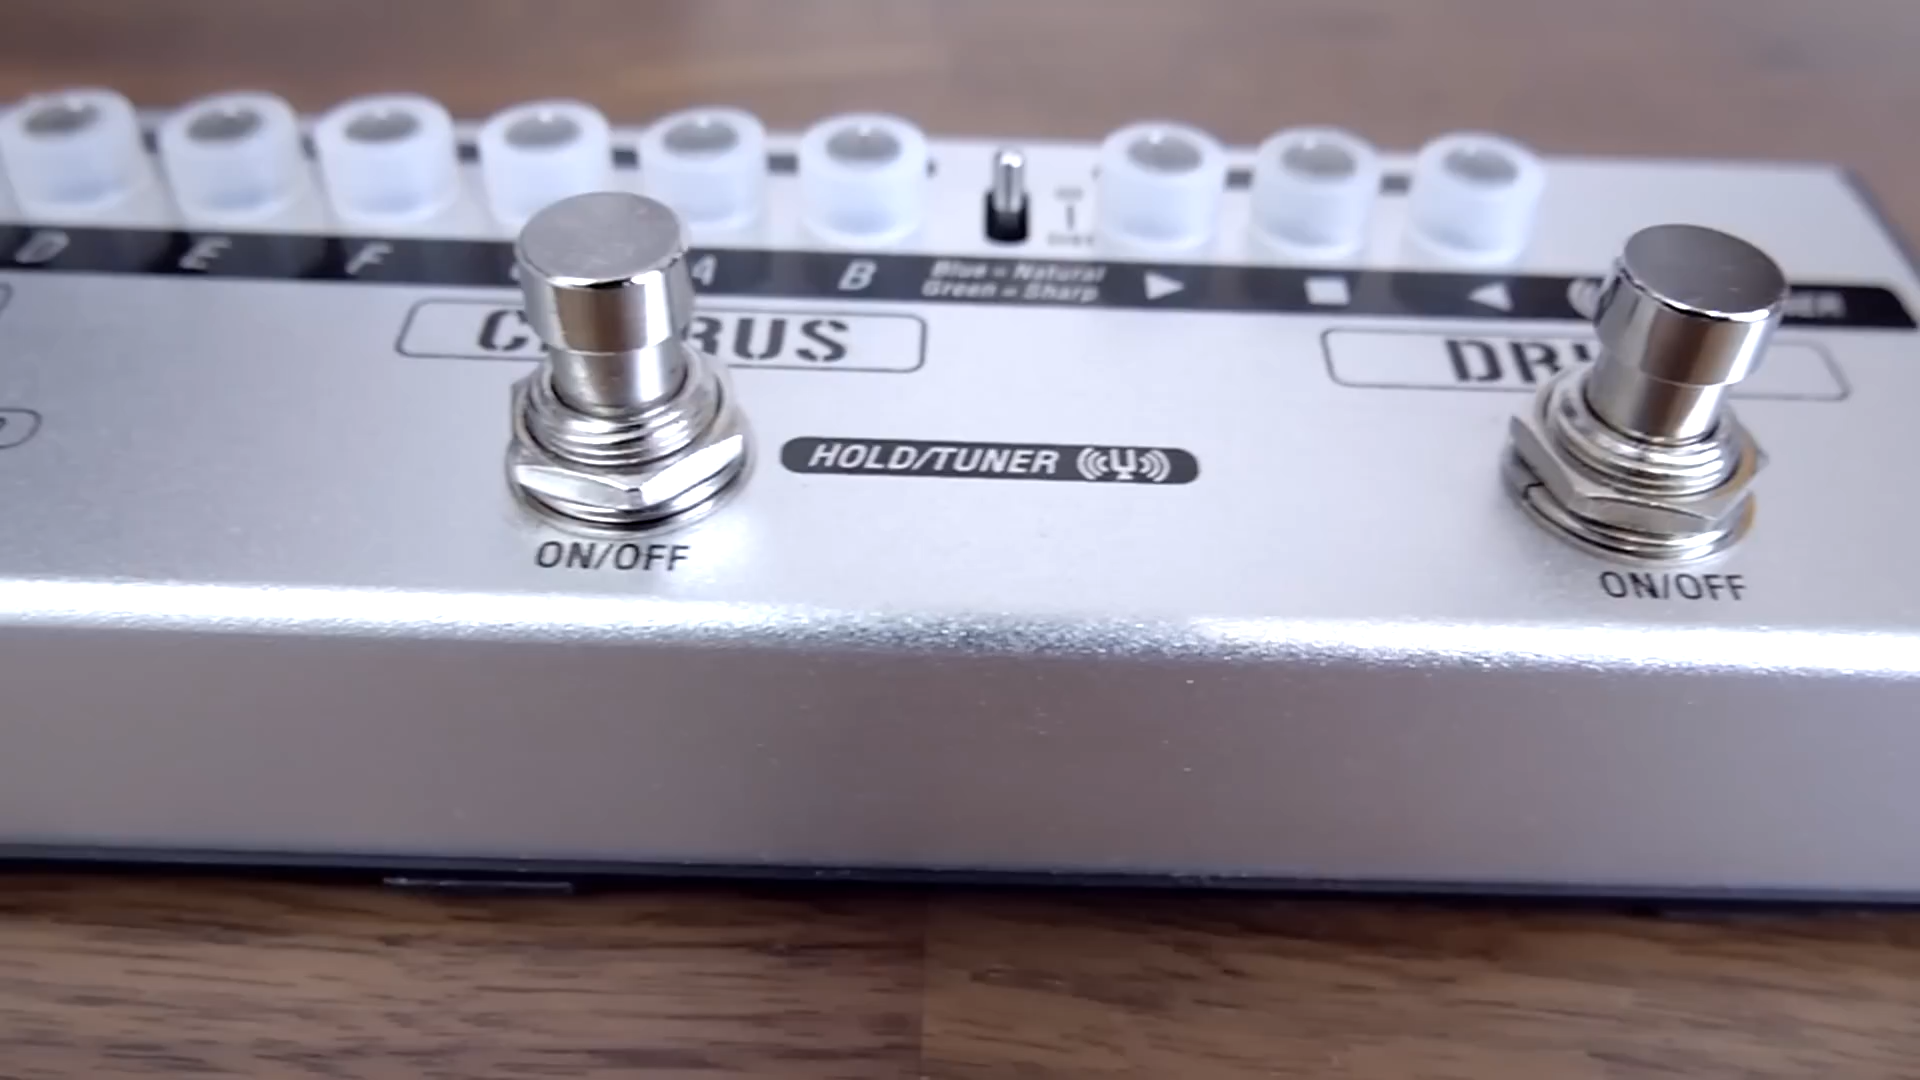 D E F A B
Blue = Natural
Green = Sharp
HOLD/TUNER
ON/OFF
ON/OFF